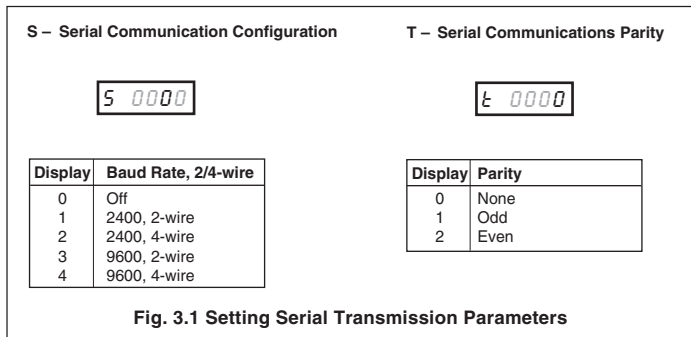 S – Serial Communication Configuration
T – Serial Communications Parity
S 0000
t 0000
Display Baud Rate, 2/4-wire
0 Off
1 2400, 2-wire
2 2400, 4-wire
3 9600, 2-wire
4 9600, 4-wire
Display Parity
0 None
1 Odd
2 Even
Fig. 3.1 Setting Serial Transmission Parameters